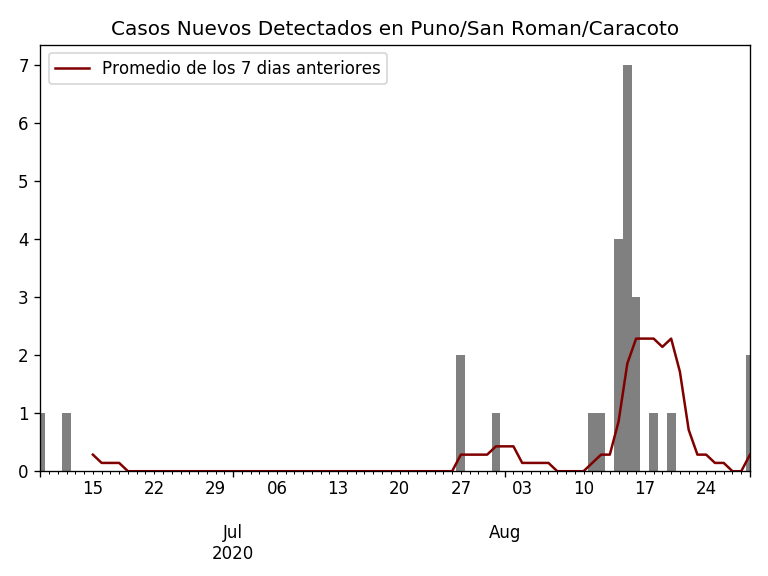 Casos Nuevos Detectados en Puno/San Roman/Caracoto
Promedio de los 7 dias anteriores
7
6
5
4
3
2
1
0
15 22 29 06 13 20 27 03 10 17 24
Jul Aug
2020